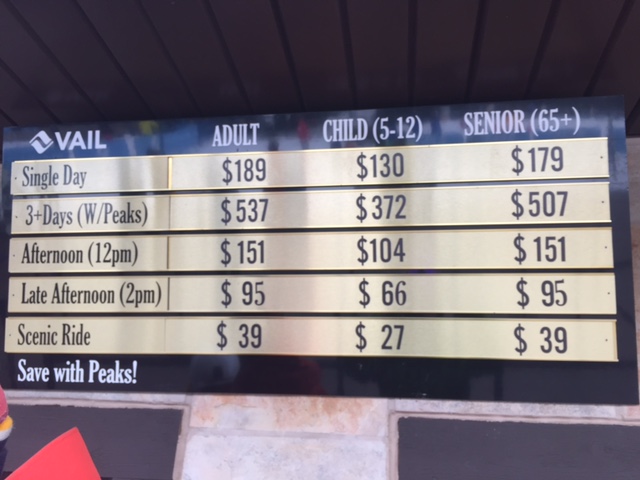 VAIL ADULT CHILD (5-12) SENIOR (65+)
Single Day $189 $130 $179
3+Days (W/Peaks) $537 $372 $507
Afternoon (12pm) $151 $104 $151
Late Afternoon (2pm) $ 95 $ 66 $ 95
Scenic Ride $ 39 $ 27 $ 39
Save with Peaks!